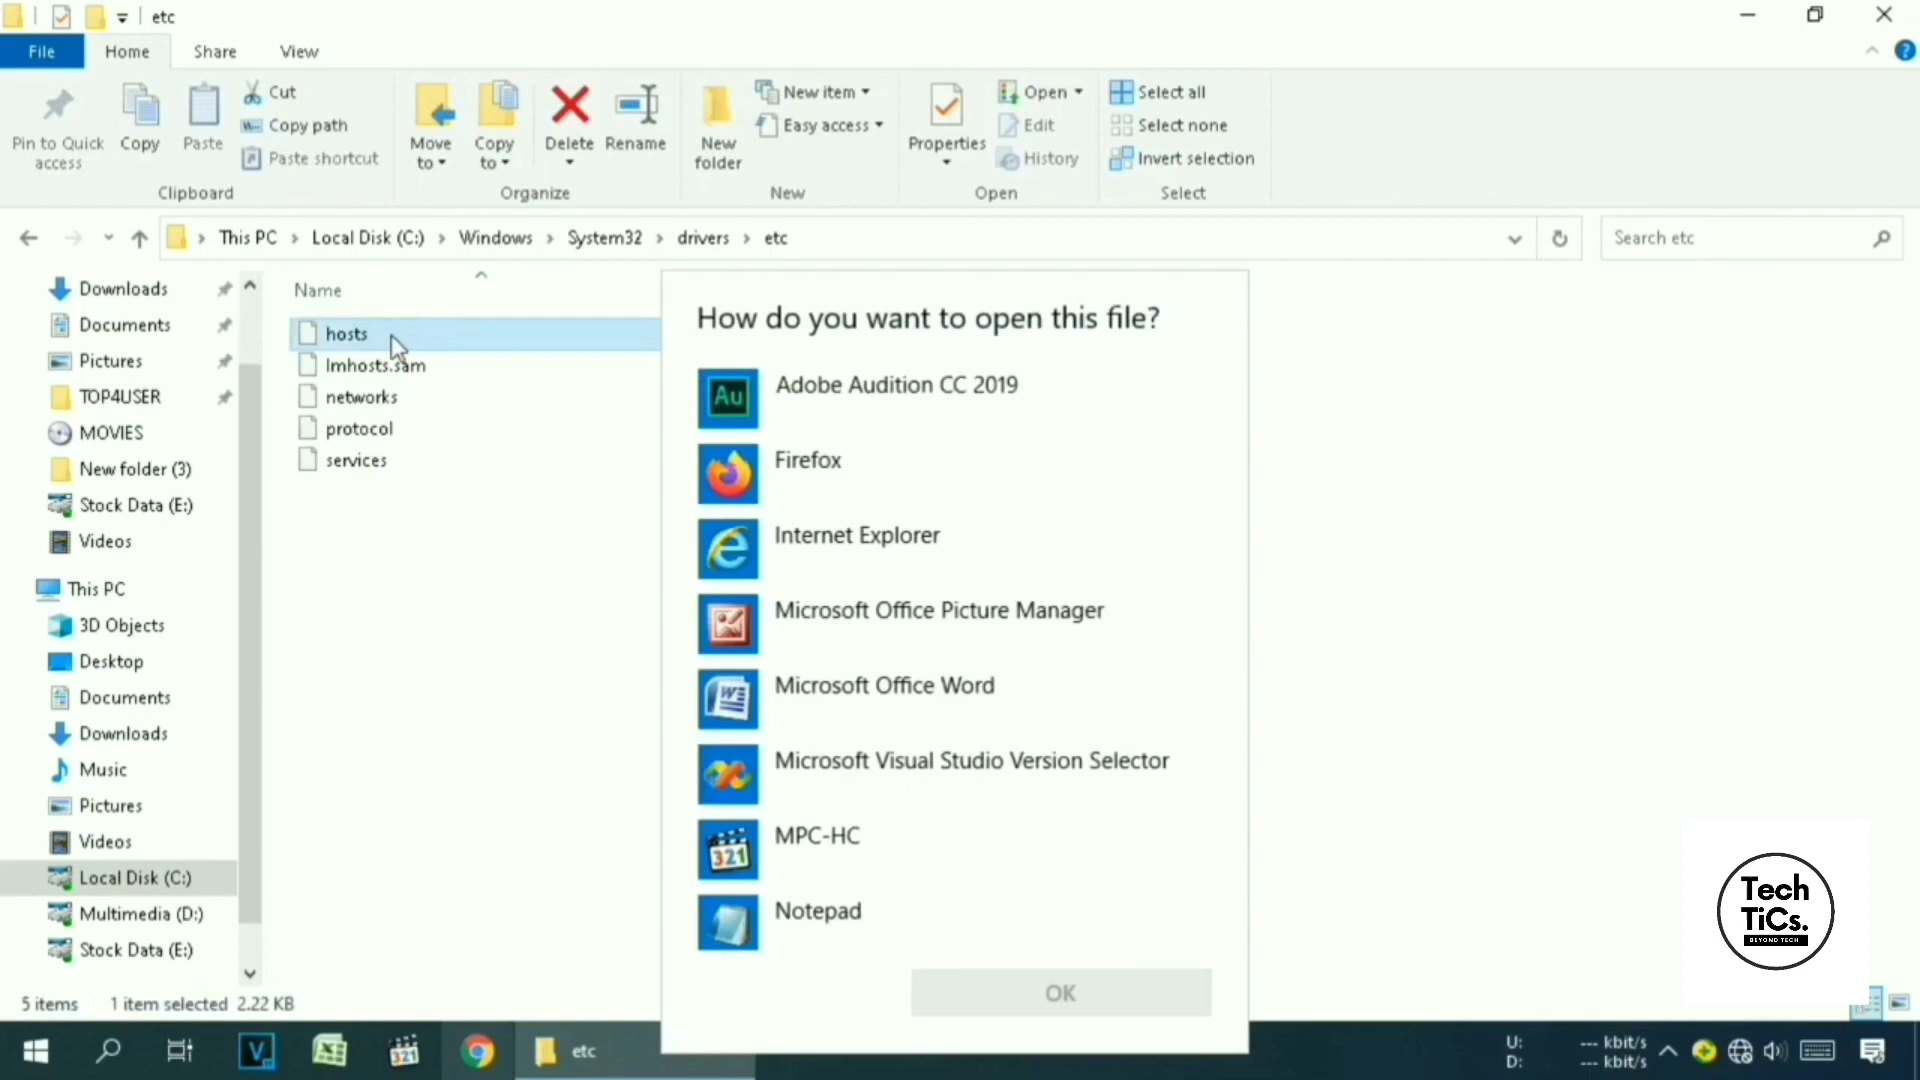 etc
File
Home
Share
View
Pin to Quick
access
Copy
Paste
Cut
Copy path
Paste shortcut
Clipboard
Move
to
Copy
to
Delete
Rename
Organize
New
folder
New item
Easy access
New
Properties
Open
Edit
History
Open
Select all
Select none
Invert selection
Select
This PC
Local Disk (C:)
Windows
System32
drivers
etc
Search etc
Downloads
Documents
Pictures
TOP4USER
MOVIES
New folder (3)
Stock Data (E:)
Videos
This PC
3D Objects
Desktop
Documents
Downloads
Music
Pictures
Videos
Local Disk (C:)
Multimedia (D:)
Stock Data (E:)
Name
hosts
lmhosts.sam
networks
protocol
services
How do you want to open this file?
Au
Adobe Audition CC 2019
Firefox
Internet Explorer
Microsoft Office Picture Manager
Microsoft Office Word
Microsoft Visual Studio Version Selector
321
MPC-HC
Notepad
OK
Tech
TiCs.
BEYOND TECH
5 items
1 item selected 2.22 KB
V
321
etc
U: --- kbit/s
D: --- kbit/s